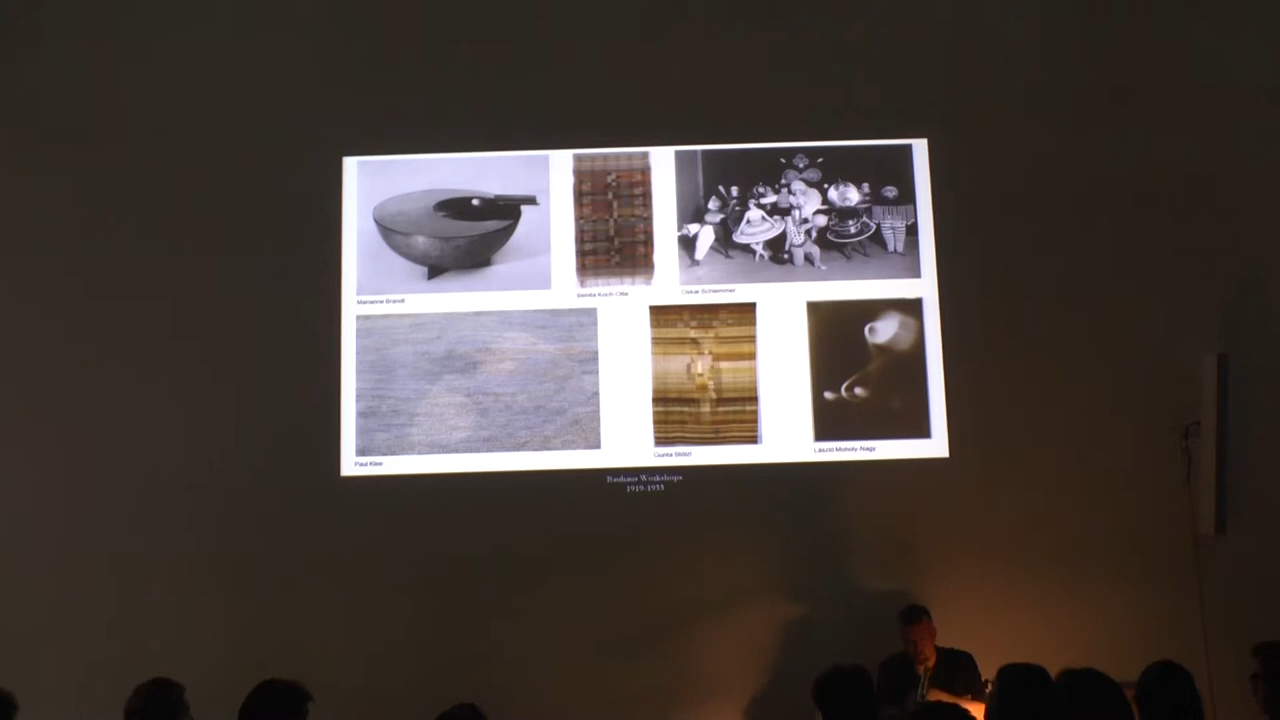 Marianne Brandt
Benita Koch-Otte
Oskar Schlemmer
Paul Klee
Gunta Stölzl
László Moholy-Nagy
Bauhaus Workshops
1919-1933